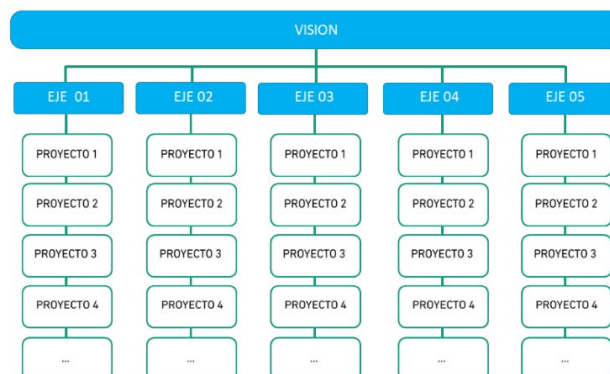 VISION
EJE 01
EJE 02
EJE 03
EJE 04
EJE 05
PROYECTO 1
PROYECTO 1
PROYECTO 1
PROYECTO 1
PROYECTO 1
PROYECTO 2
PROYECTO 2
PROYECTO 2
PROYECTO 2
PROYECTO 2
PROYECTO 3
PROYECTO 3
PROYECTO 3
PROYECTO 3
PROYECTO 3
PROYECTO 4
PROYECTO 4
PROYECTO 4
PROYECTO 4
PROYECTO 4
...
...
...
...
...